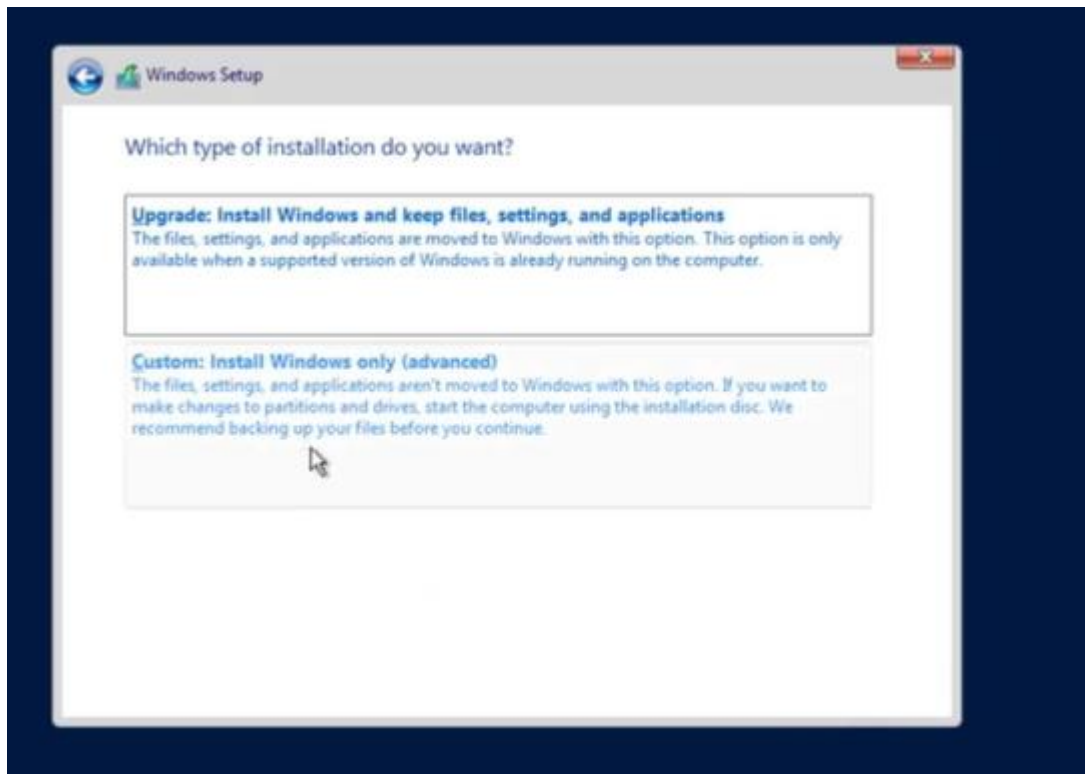 Windows Setup
Which type of installation do you want?
Upgrade: Install Windows and keep files, settings, and applications
The files, settings, and applications are moved to Windows with this option. This option is only
available when a supported version of Windows is already running on the computer.
Custom: Install Windows only (advanced)
The files, settings, and applications aren't moved to Windows with this option. If you want to
make changes to partitions and drives, start the computer using the installation disc. We
recommend backing up your files before you continue.